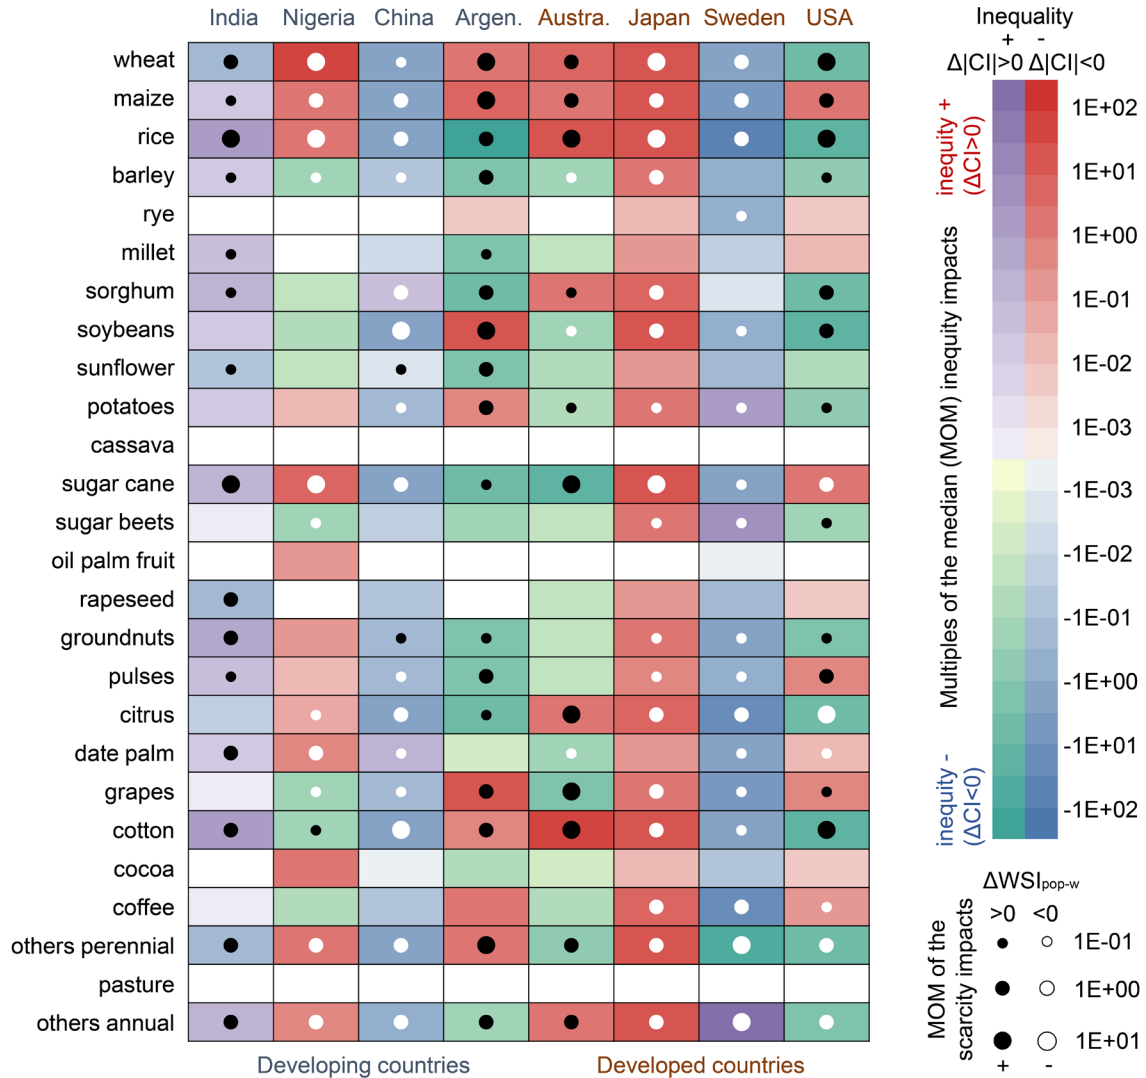 India Nigeria China Argen. Austra. Japan Sweden USA
wheat
maize
rice
barley
rye
millet
sorghum
soybeans
sunflower
potatoes
cassava
sugar cane
sugar beets
oil palm fruit
rapeseed
groundnuts
pulses
citrus
date palm
grapes
cotton
cocoa
coffee
others perennial
pasture
others annual
Developing countries Developed countries
Inequality
+ -
Δ|CI|>0 Δ|CI|<0
inequity +
(ΔCI>0)
Multiples of the median (MOM) inequity impacts
inequity -
(ΔCI<0)
1E+02
1E+01
1E+00
1E-01
1E-02
1E-03
-1E-03
-1E-02
-1E-01
-1E+00
-1E+01
-1E+02
ΔWSIpop-w
>0 <0
MOM of the
scarcity impacts
1E-01
1E+00
1E+01
+ -